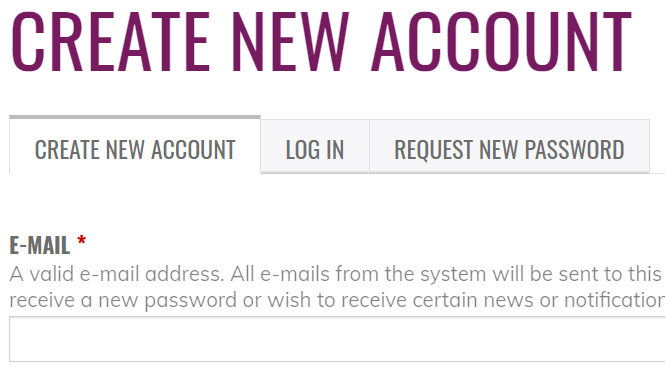 CREATE NEW ACCOUNT
CREATE NEW ACCOUNT LOG IN REQUEST NEW PASSWORD
E-MAIL *
A valid e-mail address. All e-mails from the system will be sent to this
receive a new password or wish to receive certain news or notification